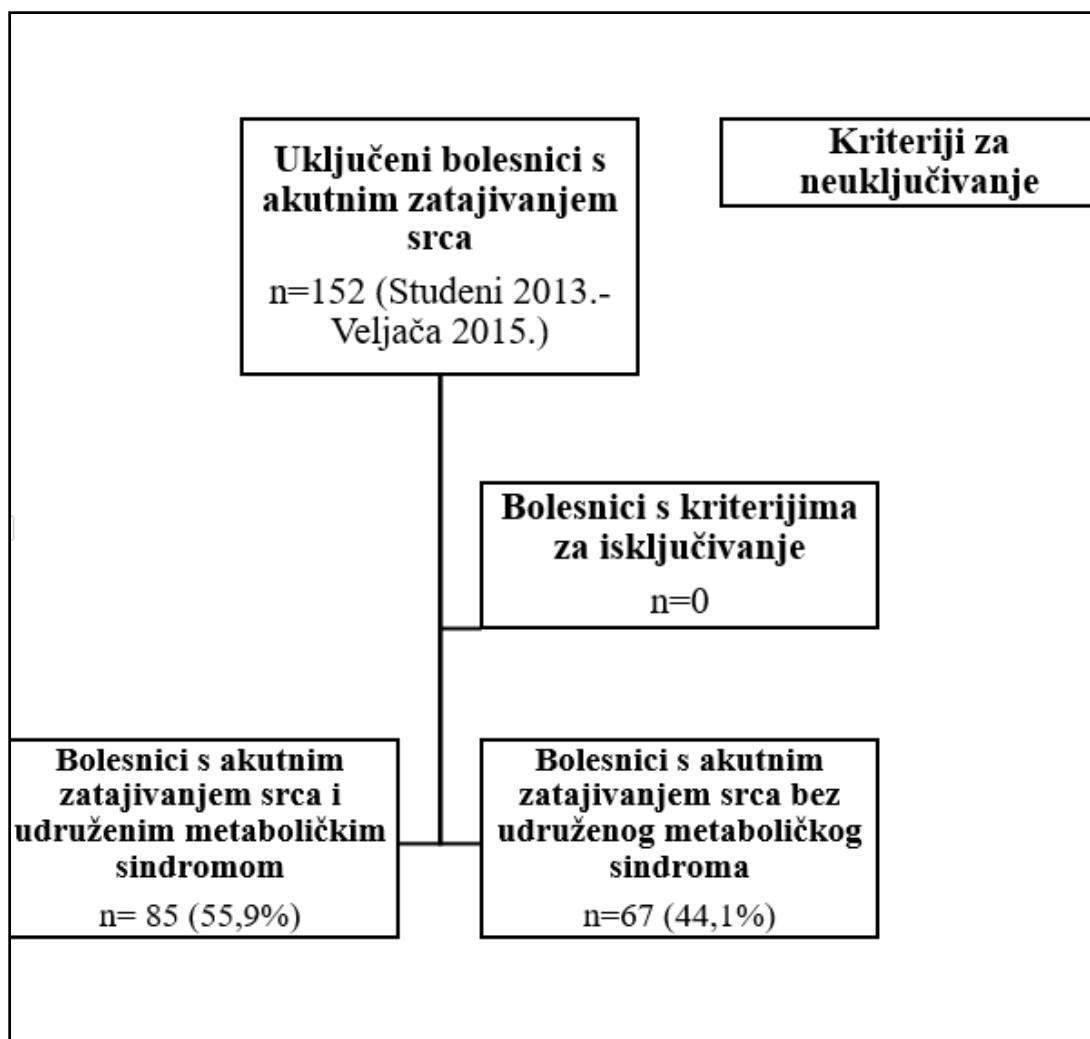 Uključeni bolesnici s
akutnim zatajivanjem
srca
n=152 (Studeni 2013.-
Veljača 2015.)
Kriteriji za
neuključivanje
Bolesnici s kriterijima
za isključivanje
n=0
Bolesnici s akutnim
zatajivanjem srca i
udruženim metaboličkim
sindromom
n= 85 (55,9%)
Bolesnici s akutnim
zatajivanjem srca bez
udruženog metaboličkog
sindroma
n=67 (44,1%)